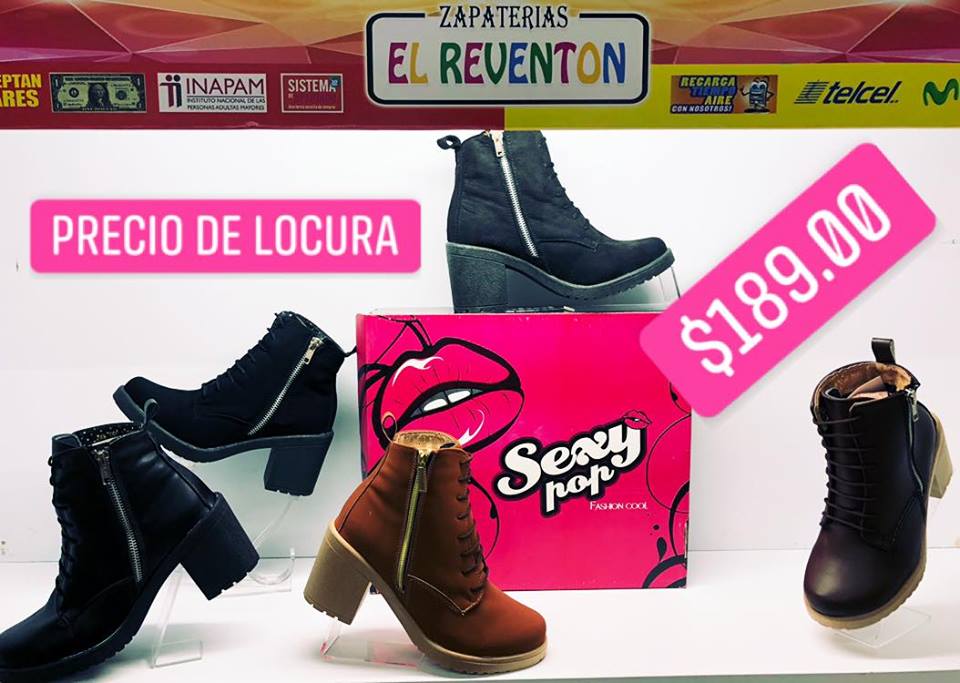 ZAPATERIAS
EL REVENTON
EPTAN
ARES
INAPAM
INSTITUTO NACIONAL DE LAS
PERSONAS ADULTAS MAYORES
SISTEMA
RECARGA
TIEMPO
AIRE
CON NOSOTROS!
telcel
PRECIO DE LOCURA
$189.00
Sexy
pop
FASHION COOL